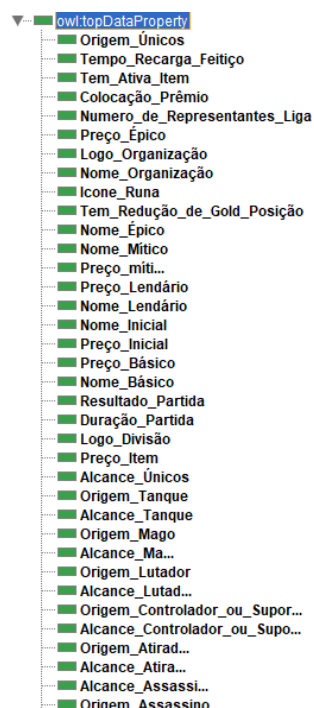 owl:topDataProperty
Origem_Únicos
Tempo_Recarga_Feitiço
Tem_Ativa_Item
Colocação_Prêmio
Numero_de_Representantes_Liga
Preço_Épico
Logo_Organização
Nome_Organização
Icone_Runa
Tem_Redução_de_Gold_Posição
Nome_Épico
Nome_Mítico
Preço_míti...
Preço_Lendário
Nome_Lendário
Nome_Inicial
Preço_Inicial
Preço_Básico
Nome_Básico
Resultado_Partida
Duração_Partida
Logo_Divisão
Preço_Item
Alcance_Únicos
Origem_Tanque
Alcance_Tanque
Origem_Mago
Alcance_Ma...
Origem_Lutador
Alcance_Lutad...
Origem_Controlador_ou_Supor...
Alcance_Controlador_ou_Supo...
Origem_Atirad...
Alcance_Atira...
Alcance_Assassi...
Origem_Assassino